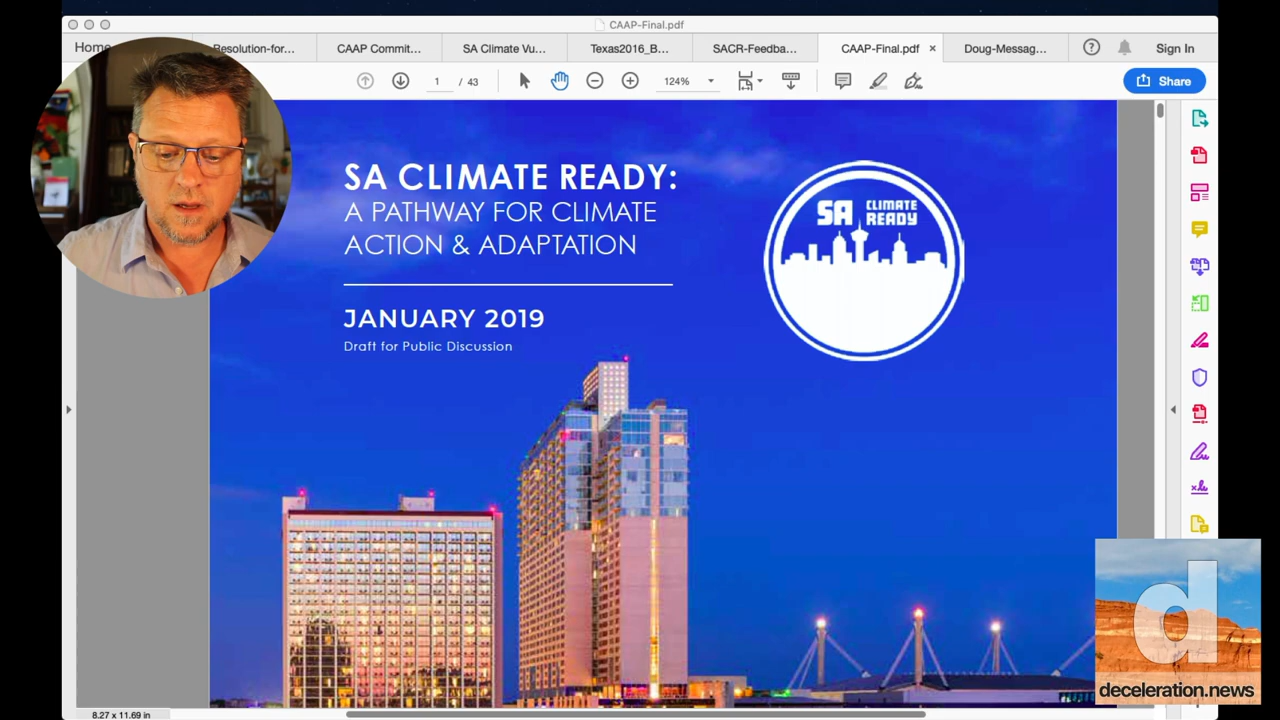 CAAP-Final.pdf
Home
Resolution-for...
CAAP Commit...
SA Climate Vu...
Texas2016_B...
SACR-Feedba...
CAAP-Final.pdf ×
Doug-Messag...
Sign In
1 / 43
124%
Share
SA CLIMATE READY:
A PATHWAY FOR CLIMATE
ACTION & ADAPTATION
SA CLIMATE
READY
JANUARY 2019
Draft for Public Discussion
d
deceleration.news
8.27 x 11.69 in